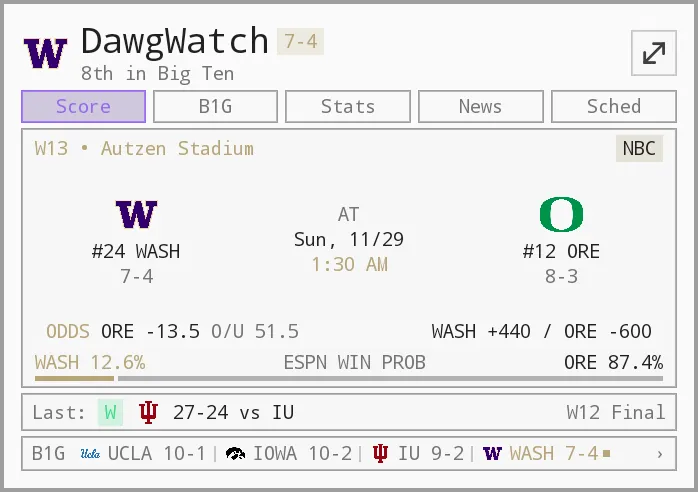 W DawgWatch 7-4
8th in Big Ten
Score B1G Stats News Sched
W13 • Autzen Stadium NBC
W AT O
Sun, 11/29
#24 WASH #12 ORE
1:30 AM
7-4 8-3
ODDS ORE -13.5 O/U 51.5 WASH +440 / ORE -600
WASH 12.6% ESPN WIN PROB ORE 87.4%
Last: W 27-24 vs IU W12 Final
B1G Ucla UCLA 10-1 | IOWA 10-2 | IU 9-2 | W WASH 7-4 ▪ ›